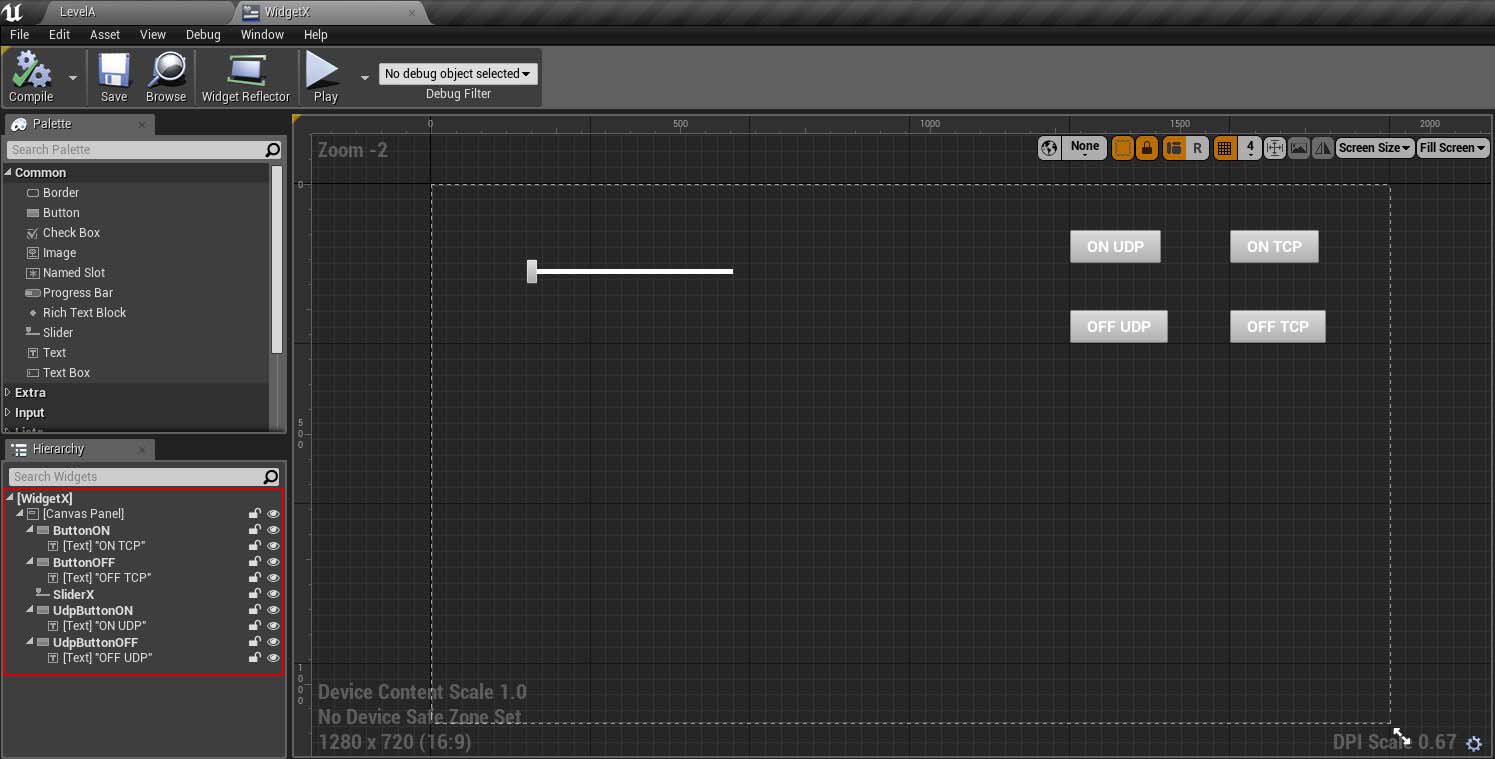 LevelA
WidgetX
File Edit Asset View Debug Window Help
Compile
Save
Browse
Widget Reflector
Play
No debug object selected
Debug Filter
Palette
Search Palette
Common
Border
Button
Check Box
Image
Named Slot
Progress Bar
Rich Text Block
Slider
Text
Text Box
Extra
Input
Hierarchy
Search Widgets
[WidgetX]
[Canvas Panel]
ButtonON
[Text] "ON TCP"
ButtonOFF
[Text] "OFF TCP"
SliderX
UdpButtonON
[Text] "ON UDP"
UdpButtonOFF
[Text] "OFF UDP"
0 500 1000 1500 2000
Zoom -2
None
R
4
Screen Size
Fill Screen
0
500
1000
ON UDP
ON TCP
OFF UDP
OFF TCP
Device Content Scale 1.0
No Device Safe Zone Set
1280 x 720 (16:9)
DPI Scale 0.67